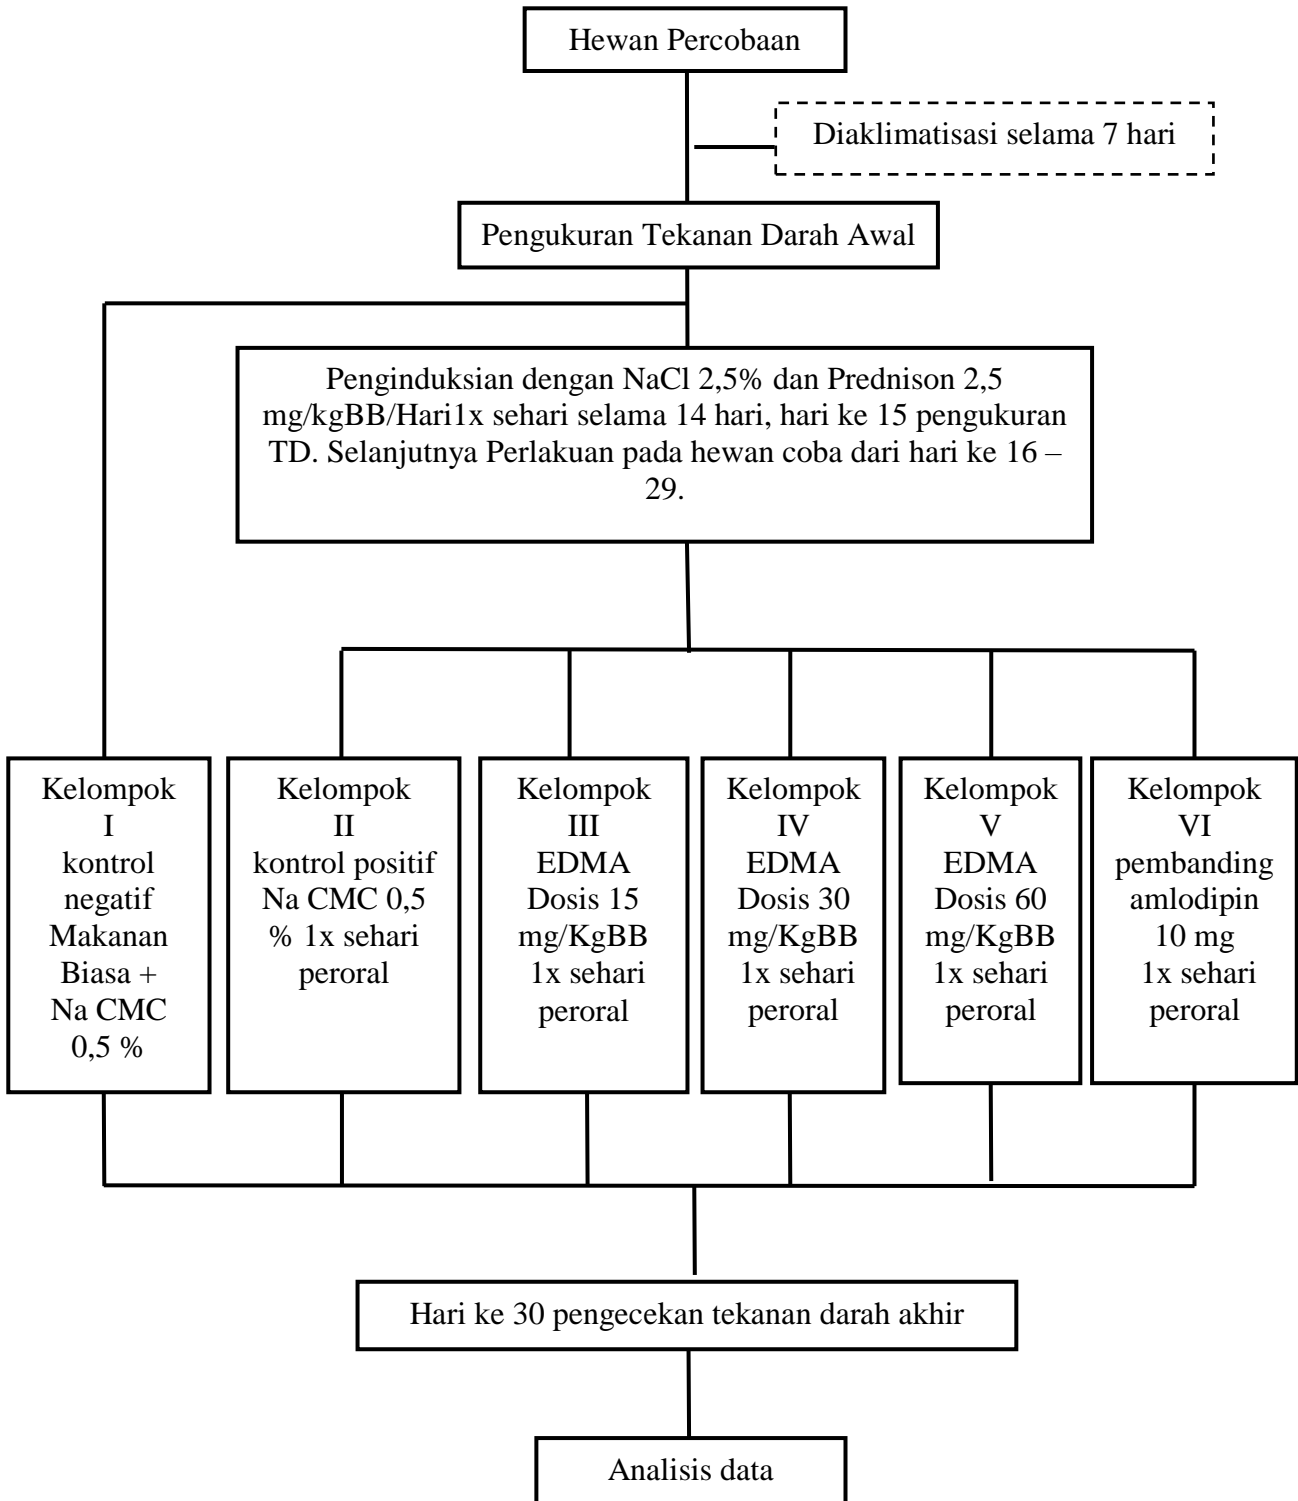 Hewan Percobaan
Diaklimatisasi selama 7 hari
Pengukuran Tekanan Darah Awal
Penginduksian dengan NaCl 2,5% dan Prednison 2,5
mg/kgBB/Hari1x sehari selama 14 hari, hari ke 15 pengukuran
TD. Selanjutnya Perlakuan pada hewan coba dari hari ke 16 –
29.
Kelompok
I
kontrol
negatif
Makanan
Biasa +
Na CMC
0,5 %
Kelompok
II
kontrol positif
Na CMC 0,5
% 1x sehari
peroral
Kelompok
III
EDMA
Dosis 15
mg/KgBB
1x sehari
peroral
Kelompok
IV
EDMA
Dosis 30
mg/KgBB
1x sehari
peroral
Kelompok
V
EDMA
Dosis 60
mg/KgBB
1x sehari
peroral
Kelompok
VI
pembanding
amlodipin
10 mg
1x sehari
peroral
Hari ke 30 pengecekan tekanan darah akhir
Analisis data